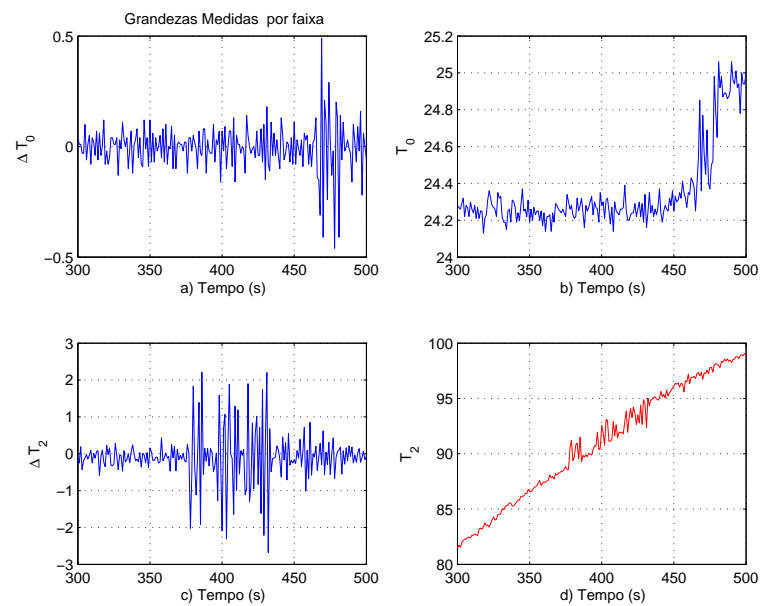 Grandezas Medidas  por faixa
0.5
0
−0.5
Δ T0
300 350 400 450 500
a) Tempo (s)
25.2
25
24.8
24.6
24.4
24.2
24
T0
300 350 400 450 500
b) Tempo (s)
3
2
1
0
−1
−2
−3
Δ T2
300 350 400 450 500
c) Tempo (s)
100
95
90
85
80
T2
300 350 400 450 500
d) Tempo (s)